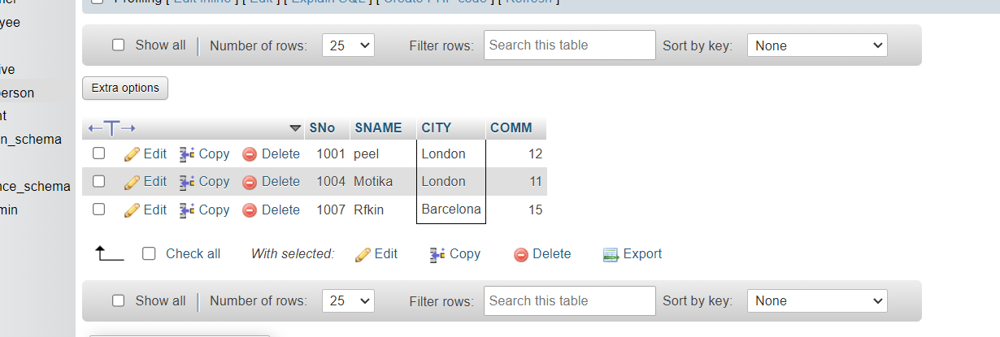 Profiling [ Edit inline ] [ Edit ] [ Explain SQL ] [ Create PHP code ] [ Refresh ]
yee
Show all Number of rows: 25 Filter rows: Search this table Sort by key: None
ive
Extra options
erson
nt
SNo SNAME CITY COMM
n_schema
Edit Copy Delete 1001 peel London 12
Edit Copy Delete 1004 Motika London 11
nce_schema
Edit Copy Delete 1007 Rfkin Barcelona 15
min
Check all With selected: Edit Copy Delete Export
Show all Number of rows: 25 Filter rows: Search this table Sort by key: None